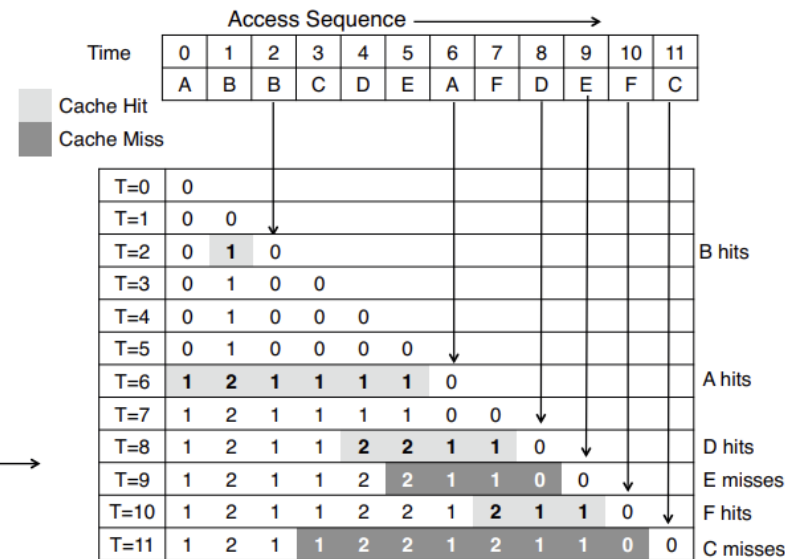 Access Sequence
Time 0 1 2 3 4 5 6 7 8 9 10 11
A B B C D E A F D E F C
Cache Hit
Cache Miss
T=0 0
T=1 0 0
T=2 0 1 0 B hits
T=3 0 1 0 0
T=4 0 1 0 0 0
T=5 0 1 0 0 0 0
T=6 1 2 1 1 1 1 0 A hits
T=7 1 2 1 1 1 1 0 0
T=8 1 2 1 1 2 2 1 1 0 D hits
T=9 1 2 1 1 2 2 1 1 0 0 E misses
T=10 1 2 1 1 2 2 1 2 1 1 0 F hits
T=11 1 2 1 1 2 2 1 2 1 1 0 0 C misses